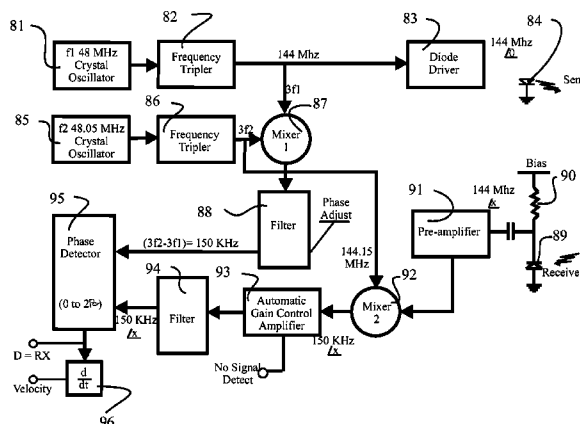 81
82
83
84
f1 48 MHz
Crystal
Oscillator
Frequency
Tripler
144 Mhz
Diode
Driver
144 Mhz
/0
Sen
3f1
85
86
87
f2 48.05 MHz
Crystal
Oscillator
Frequency
Tripler
3f2
Mixer
1
Bias
90
88
Filter
Phase
Adjust
91
Pre-amplifier
144 Mhz
/x
89
Receive
95
Phase
Detector
(0 to 2
(3f2-3f1)= 150 KHz
144.15
MHz
94
Filter
93
Automatic
Gain Control
Amplifier
92
Mixer
2
150 KHz
/x
150 KHz
/x
D = RX
No Signal
Detect
d
dt
Velocity
96